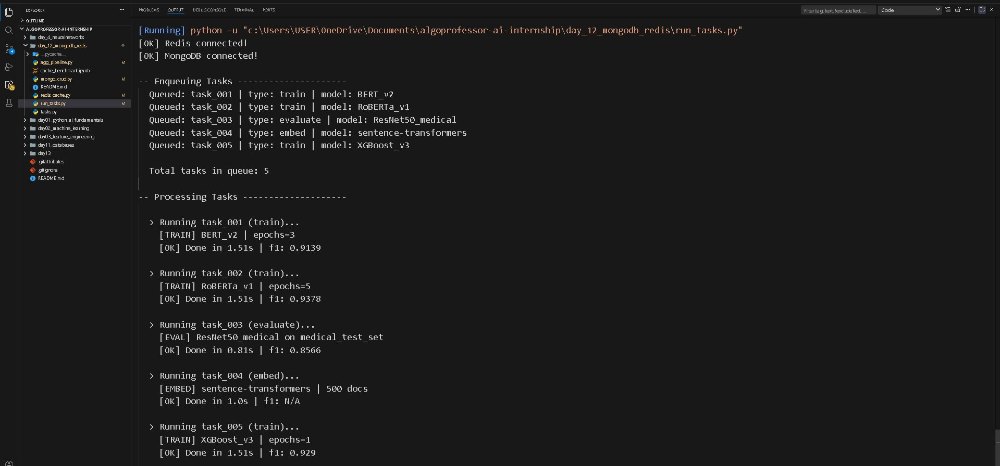 EXPLORER
OUTLINE
ALGOPROFESSOR-AI-INTERNSHIP
day_4_neuralnetworks
day_12_mongodb_redis
__pycache__
agg_pipeline.py M
cache_benchmark.ipynb
mongo_crud.py M
README.md
redis_cache.py M
run_tasks.py M
tasks.py
day01_python_ai_fundamentals
day02_machine_learning
day03_feature_engineering
day11_databases
day13
.gitattributes
.gitignore
README.md
PROBLEMS OUTPUT DEBUG CONSOLE TERMINAL PORTS
Filter (e.g. text, !excludeText, ... Code
[Running] python -u "c:\Users\USER\OneDrive\Documents\algoprofessor-ai-internship\day_12_mongodb_redis\run_tasks.py"
[OK] Redis connected!
[OK] MongoDB connected!
-- Enqueuing Tasks ---------------------
Queued: task_001 | type: train | model: BERT_v2
Queued: task_002 | type: train | model: RoBERTa_v1
Queued: task_003 | type: evaluate | model: ResNet50_medical
Queued: task_004 | type: embed | model: sentence-transformers
Queued: task_005 | type: train | model: XGBoost_v3
Total tasks in queue: 5
-- Processing Tasks --------------------
> Running task_001 (train)...
[TRAIN] BERT_v2 | epochs=3
[OK] Done in 1.51s | f1: 0.9139
> Running task_002 (train)...
[TRAIN] RoBERTa_v1 | epochs=5
[OK] Done in 1.51s | f1: 0.9378
> Running task_003 (evaluate)...
[EVAL] ResNet50_medical on medical_test_set
[OK] Done in 0.81s | f1: 0.8566
> Running task_004 (embed)...
[EMBED] sentence-transformers | 500 docs
[OK] Done in 1.0s | f1: N/A
> Running task_005 (train)...
[TRAIN] XGBoost_v3 | epochs=1
[OK] Done in 1.51s | f1: 0.929